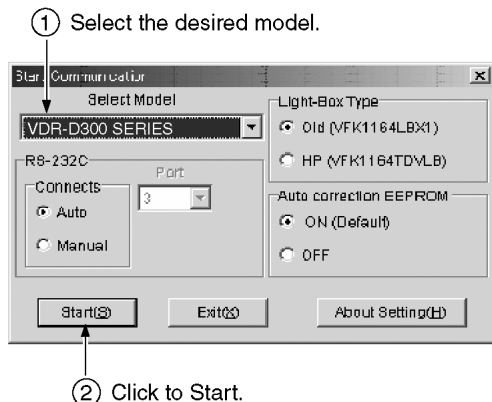 ① Select the desired model.
Start Communication
Select Model
VDR-D300 SERIES
RS-232C
Connects
Auto
Manual
Port
3
Light-Box Type
Old (VFK1164LBX1)
HP (VFK1164TDVLB)
Auto correction EEPROM
ON (Default)
OFF
Start(S)
Exit(X)
About Setting(H)
② Click to Start.